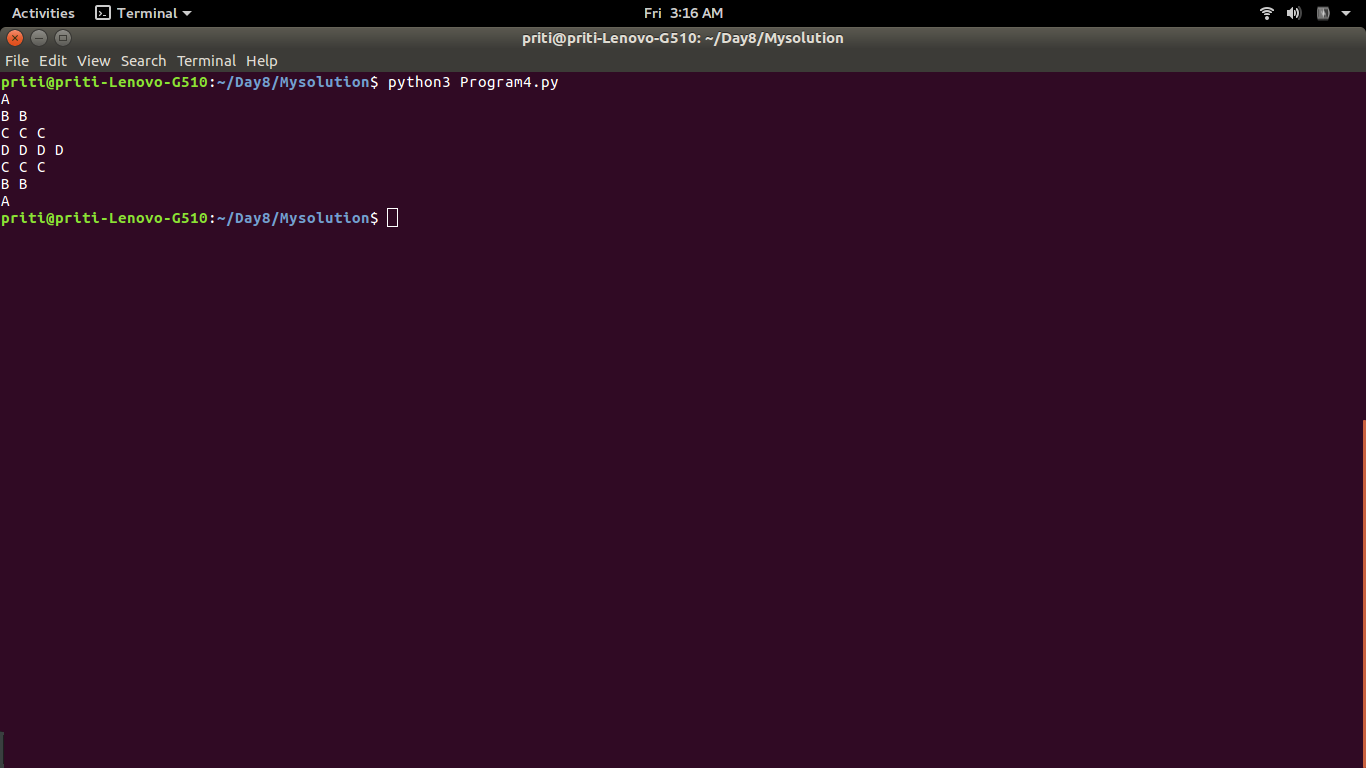 Activities Terminal Fri 3:16 AM
priti@priti-Lenovo-G510: ~/Day8/Mysolution
File Edit View Search Terminal Help
priti@priti-Lenovo-G510:~/Day8/Mysolution$ python3 Program4.py
A
B B
C C C
D D D D
C C C
B B
A
priti@priti-Lenovo-G510:~/Day8/Mysolution$